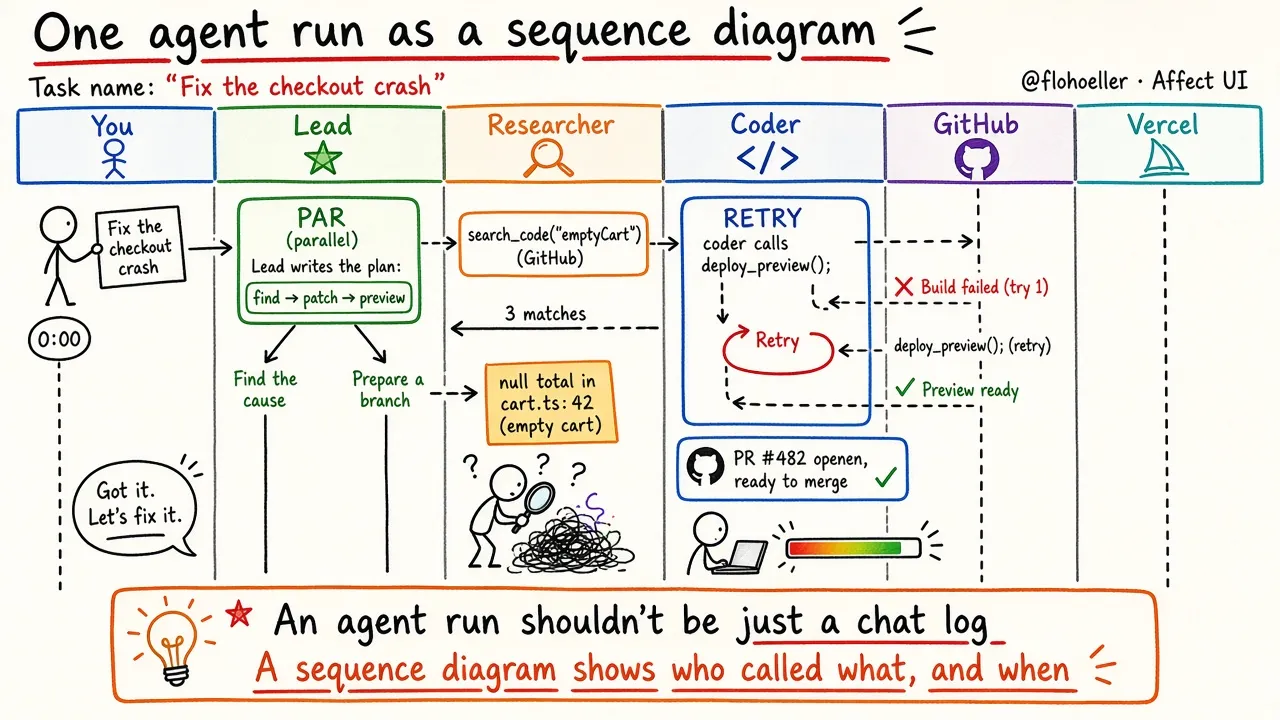 One agent run as a sequence diagram
Task name: “Fix the checkout crash”
@flohoeller · Affect UI
You
Lead
Researcher
Coder
</>
GitHub
Vercel
Fix the
checkout
crash
0:00
Got it.
Let's fix it.
PAR
(parallel)
Lead writes the plan:
find → patch → preview
Find the
cause
Prepare a
branch
search_code("emptyCart")
(GitHub)
3 matches
null total in
cart.ts: 42
(empty cart)
? ? ?
RETRY
coder calls
deploy_preview();
Retry
Build failed (try 1)
deploy_preview(); (retry)
Preview ready
PR #482 openen,
ready to merge
An agent run shouldn't be just a chat log
A sequence diagram shows who called what, and when